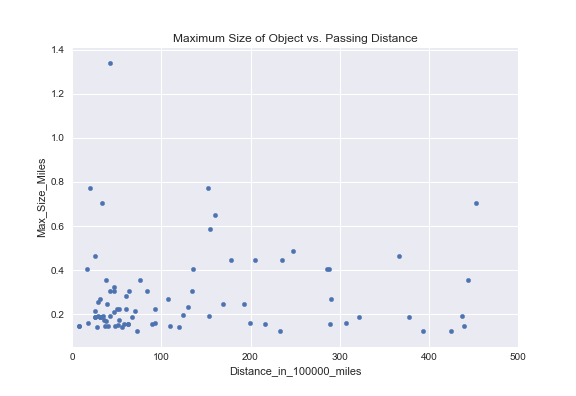 Maximum Size of Object vs. Passing Distance
1.4
1.2
1.0
0.8
0.6
0.4
0.2
Max_Size_Miles
0 100 200 300 400 500
Distance_in_100000_miles